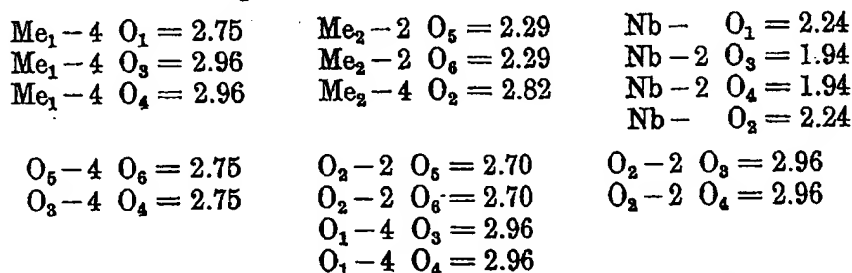 Me₁ — 4 O₁ = 2.75
Me₁ — 4 O₃ = 2.96
Me₁ — 4 O₄ = 2.96
Me₂ — 2 O₅ = 2.29
Me₂ — 2 O₆ = 2.29
Me₂ — 4 O₂ = 2.82
Nb — O₁ = 2.24
Nb — 2 O₃ = 1.94
Nb — 2 O₄ = 1.94
Nb — O₂ = 2.24
O₅ — 4 O₆ = 2.75
O₃ — 4 O₄ = 2.75
O₂ — 2 O₅ = 2.70
O₂ — 2 O₆ = 2.70
O₁ — 4 O₃ = 2.96
O₁ — 4 O₄ = 2.96
O₂ — 2 O₃ = 2.96
O₂ — 2 O₄ = 2.96